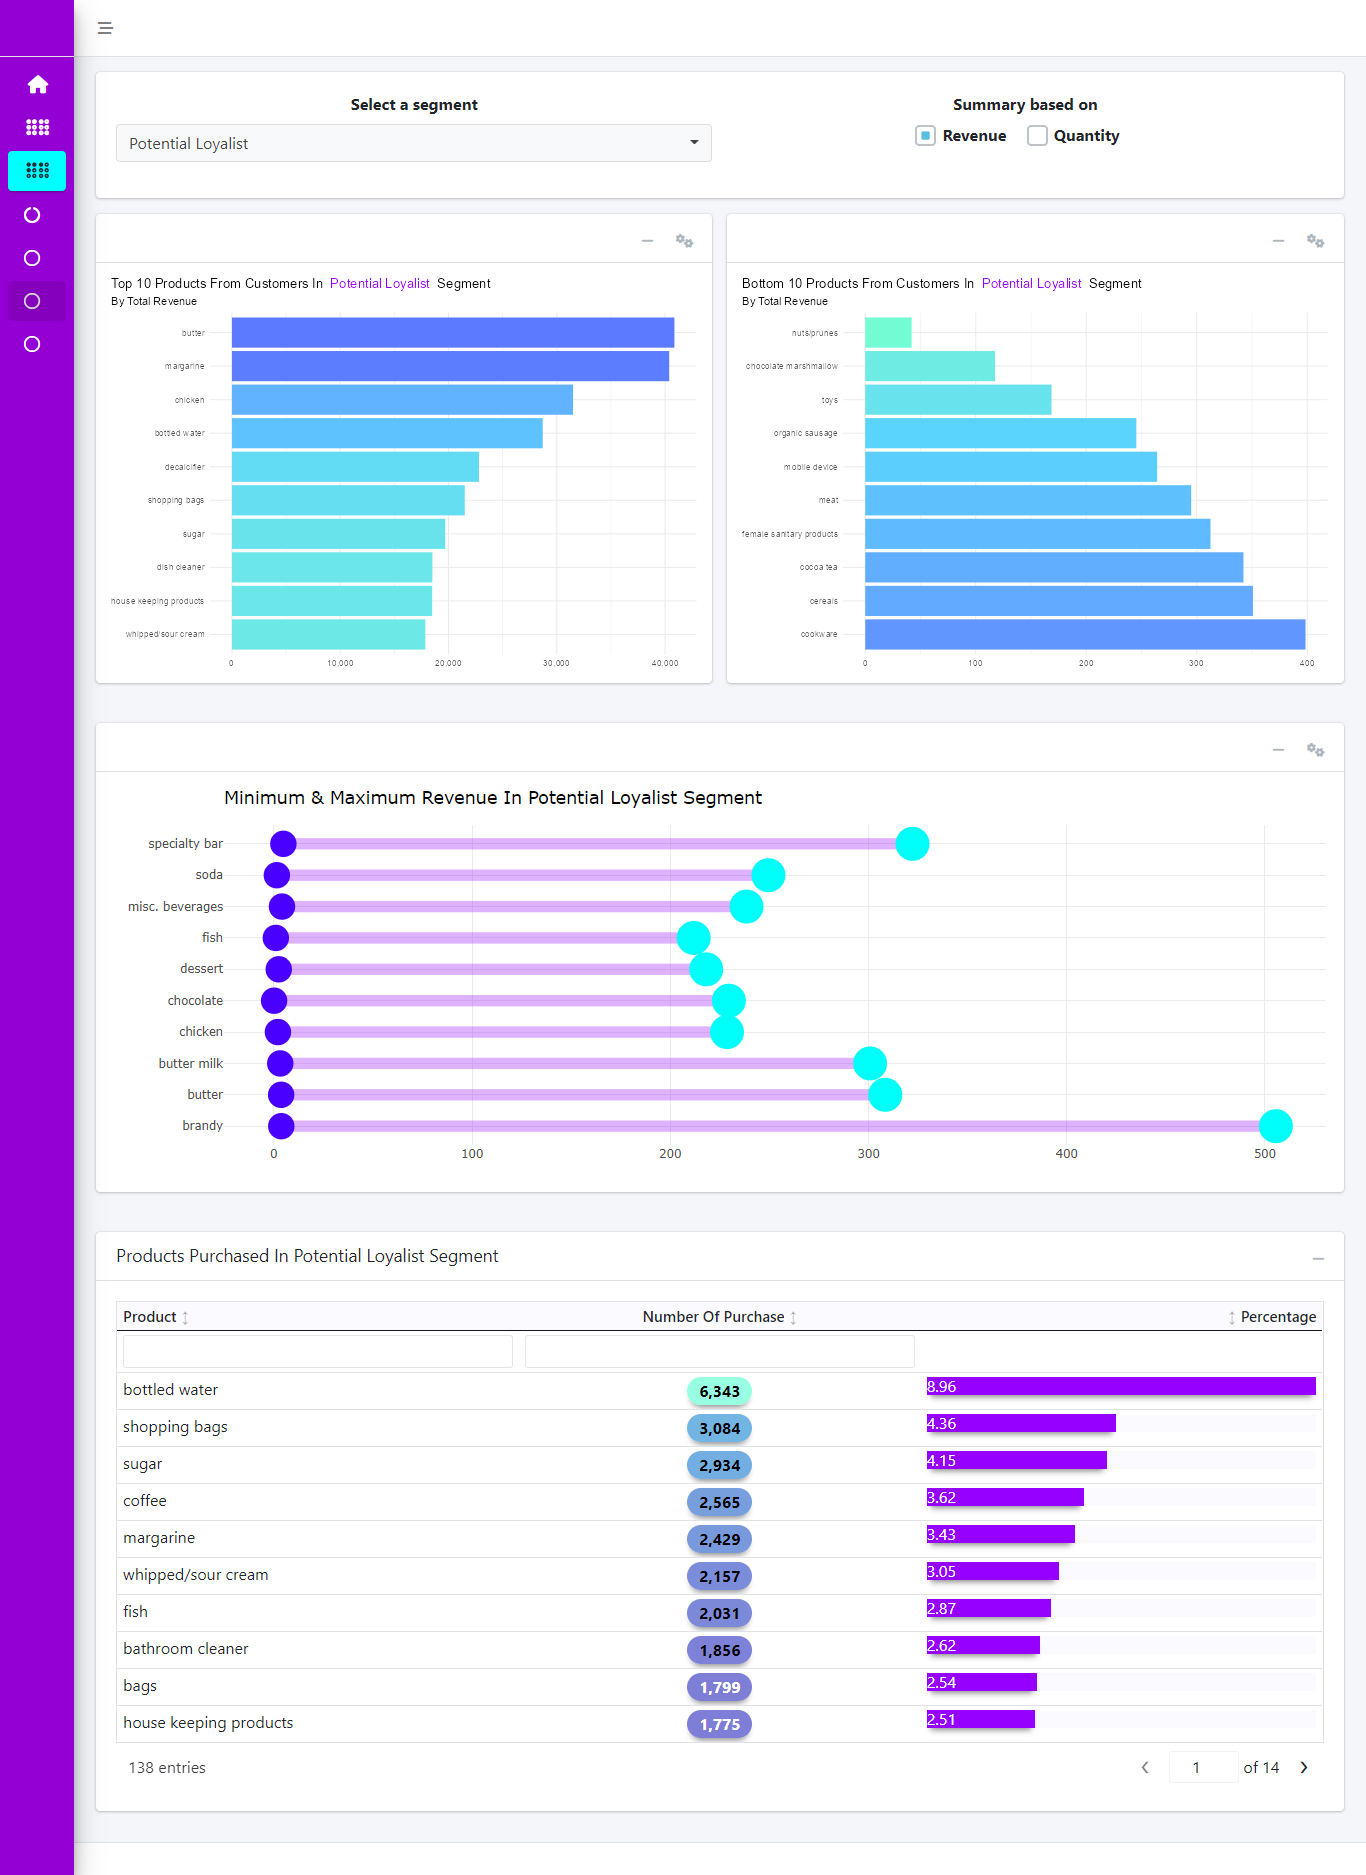 Select a segment
Summary based on
Potential Loyalist
Revenue Quantity
Top 10 Products From Customers In Potential Loyalist Segment
By Total Revenue
butter
margarine
chicken
bottled water
decalcifier
shopping bags
sugar
dish cleaner
house keeping products
whipped/sour cream
0 10,000 20,000 30,000 40,000
Bottom 10 Products From Customers In Potential Loyalist Segment
By Total Revenue
nuts/prunes
chocolate marshmallow
toys
organic sausage
mobile device
meat
female sanitary products
cocoa tea
cereals
cookware
0 100 200 300 400
Minimum & Maximum Revenue In Potential Loyalist Segment
specialty bar
soda
misc. beverages
fish
dessert
chocolate
chicken
butter milk
butter
brandy
0 100 200 300 400 500
Products Purchased In Potential Loyalist Segment
Product Number Of Purchase Percentage
bottled water 6,343 8.96
shopping bags 3,084 4.36
sugar 2,934 4.15
coffee 2,565 3.62
margarine 2,429 3.43
whipped/sour cream 2,157 3.05
fish 2,031 2.87
bathroom cleaner 1,856 2.62
bags 1,799 2.54
house keeping products 1,775 2.51
138 entries
1 of 14